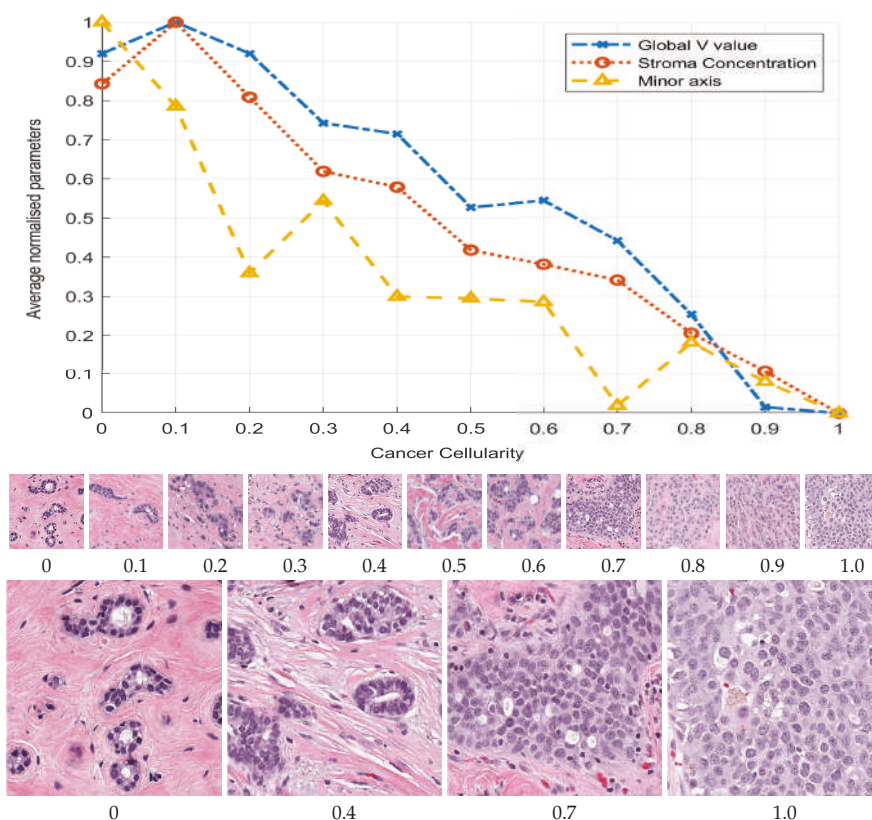 1
0.9
0.8
0.7
0.6
0.5
0.4
0.3
0.2
0.1
0
Average normalised parameters
Global V value
Stroma Concentration
Minor axis
0 0.1 0.2 0.3 0.4 0.5 0.6 0.7 0.8 0.9 1
Cancer Cellularity
0 0.1 0.2 0.3 0.4 0.5 0.6 0.7 0.8 0.9 1.0
0 0.4 0.7 1.0